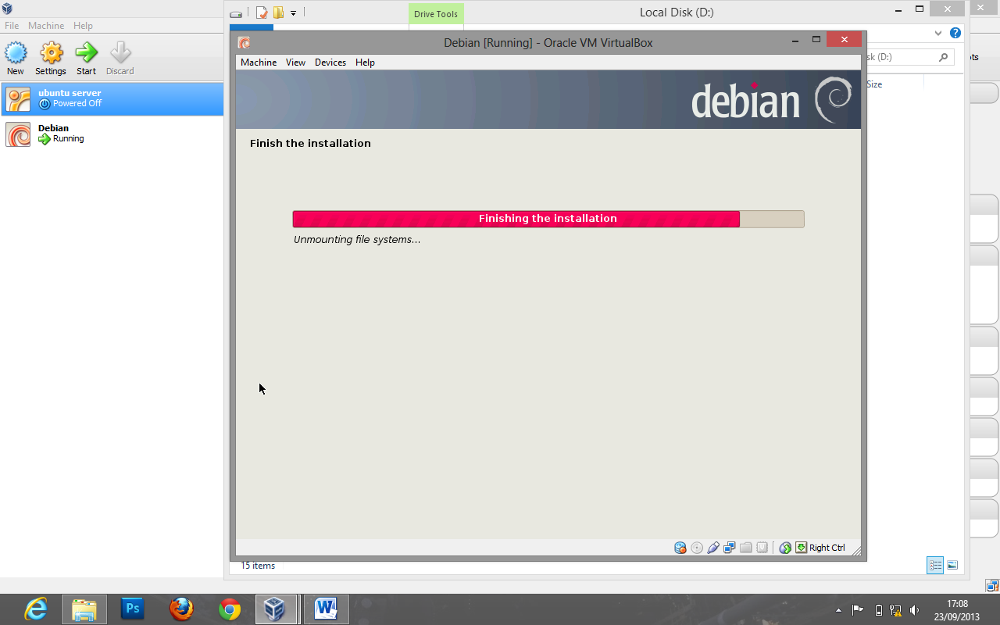 Drive Tools
Local Disk (D:)
File Machine Help
Debian [Running] - Oracle VM VirtualBox
Machine View Devices Help
sk (D:)
New Settings Start Discard
Size
ubuntu server
Powered Off
debian
Debian
Running
Finish the installation
Finishing the installation
Unmounting file systems...
Right Ctrl
15 items
Ps
W
17:08
23/09/2013